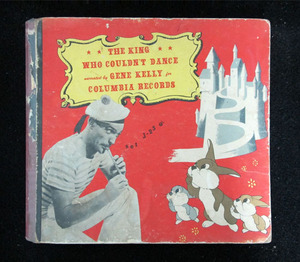 THE KING
WHO COULDN'T DANCE
narrated by GENE KELLY for
COLUMBIA RECORDS